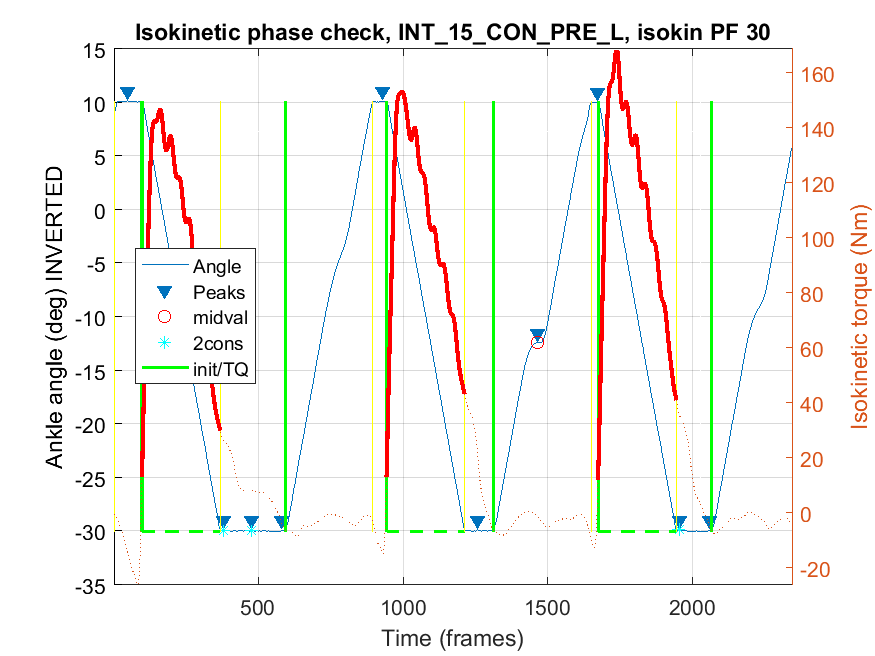 Isokinetic phase check, INT_15_CON_PRE_L, isokin PF 30
Ankle angle (deg) INVERTED
15
10
5
0
-5
-10
-15
-20
-25
-30
-35
Angle
Peaks
midval
2cons
init/TQ
500
1000
1500
2000
Time (frames)
160
140
120
100
80
60
40
20
0
-20
Isokinetic torque (Nm)